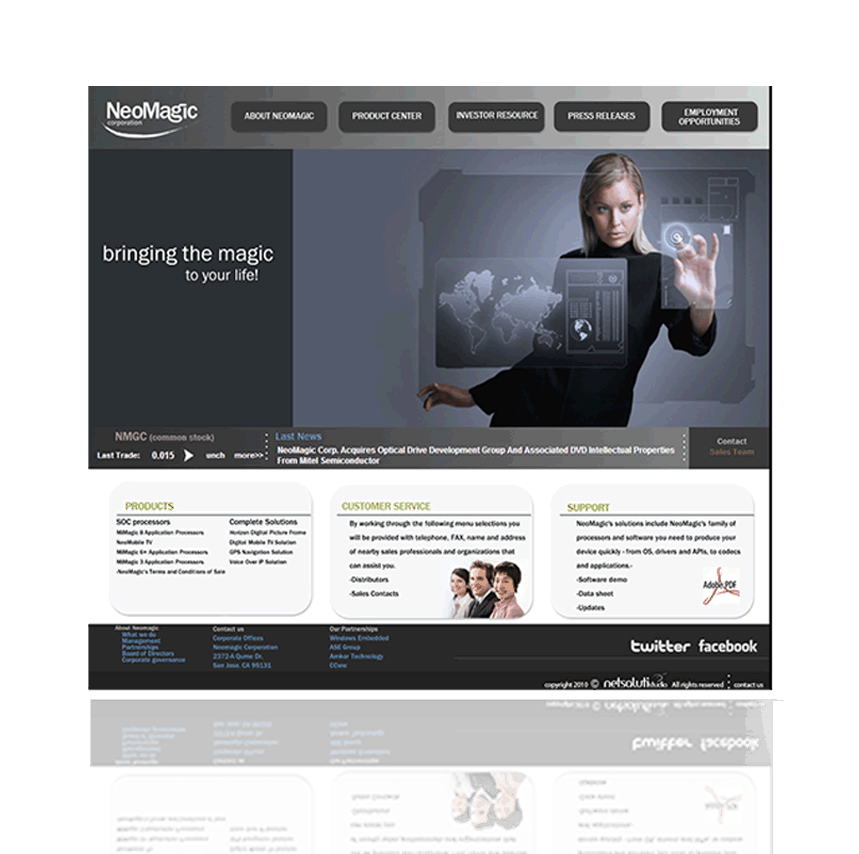 NeoMagic
corporation
ABOUT NEOMAGIC
PRODUCT CENTER
INVESTOR RESOURCE
PRESS RELEASES
EMPLOYMENT
OPPORTUNITIES
bringing the magic
to your life!
NMGC (common stock)
Last Trade: 0.015 unch more>>
Last News
NeoMagic Corp. Acquires Optical Drive Development Group And Associated DVD Intellectual Properties
From Mitel Semiconductor
Contact
Sales Team
PRODUCTS
SOC processors
MiMagic 8 Application Processors
NeoMobile TV
MiMagic 6+ Application Processors
MiMagic 3 Application Processors
-NeoMagic's Terms and Conditions of Sale
Complete Solutions
Horizon Digital Picture Frame
Digital Mobile TV Solution
GPS Navigation Solution
Voice Over IP Solution
CUSTOMER SERVICE
By working through the following menu selections you
will be provided with telephone, FAX, name and address
of nearby sales professionals and organizations that
can assist you.
-Distributors
-Sales Contacts
SUPPORT
NeoMagic's solutions include NeoMagic's family of
processors and software you need to produce your
device quickly - from OS, drivers and APIs, to codecs
and applications.-
-Software demo
-Data sheet
-Updates
Adobe PDF
About Neomagic
What we do
Management
Partnerships
Board of Directors
Corporate governance
Contact us
Corporate Offices
Neomagic Corporation
2372-A Qume Dr.
San Jose, CA 95131
Our Partnerships
Windows Embedded
ASE Group
Amkor Technology
CCww
twitter facebook
copyright 2010 © netsoluti All rights reserved contact us